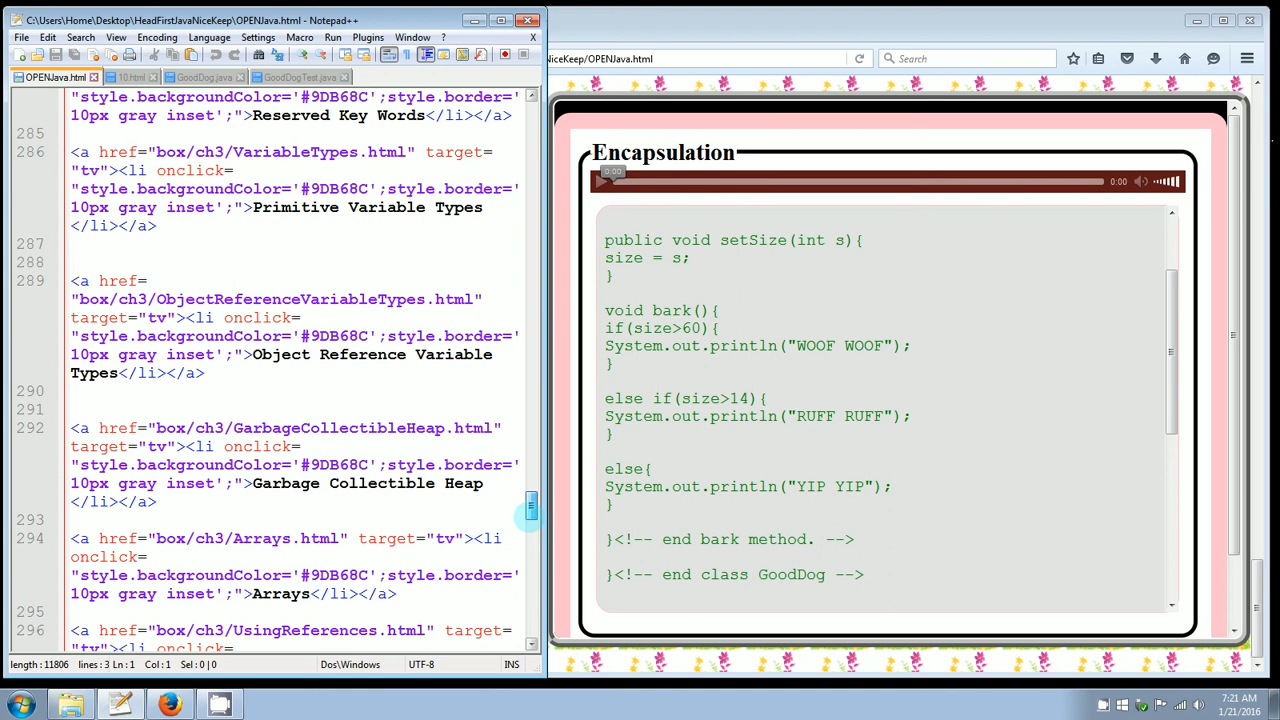 C:\Users\Home\Desktop\HeadFirstJavaNiceKeep\OPENJava.html - Notepad++
File Edit Search View Encoding Language Settings Macro Run Plugins Window ? X
OPENJava.html 10.html GoodDog.java GoodDogTest.java
"style.backgroundColor='#9DB68C';style.border='
10px gray inset';">Reserved Key Words</li></a>
285
286 <a href="box/ch3/VariableTypes.html" target=
"tv"><li onclick=
"style.backgroundColor='#9DB68C';style.border='
10px gray inset';">Primitive Variable Types
</li></a>
287
288
289 <a href=
"box/ch3/ObjectReferenceVariableTypes.html"
target="tv"><li onclick=
"style.backgroundColor='#9DB68C';style.border='
10px gray inset';">Object Reference Variable
Types</li></a>
290
291
292 <a href="box/ch3/GarbageCollectibleHeap.html"
target="tv"><li onclick=
"style.backgroundColor='#9DB68C';style.border='
10px gray inset';">Garbage Collectible Heap
</li></a>
293
294 <a href="box/ch3/Arrays.html" target="tv"><li
onclick=
"style.backgroundColor='#9DB68C';style.border='
10px gray inset';">Arrays</li></a>
295
296 <a href="box/ch3/UsingReferences.html" target=
"tv"><li onclick=
length : 11806 lines : 3 Ln : 1 Col : 1 Sel : 0 | 0 Dos\Windows UTF-8 INS
NiceKeep/OPENJava.html
Search
Encapsulation
0:00
0:00
public void setSize(int s){
size = s;
}
void bark(){
if(size>60){
System.out.println("WOOF WOOF");
}
else if(size>14){
System.out.println("RUFF RUFF");
}
else{
System.out.println("YIP YIP");
}
}<!-- end bark method. -->
}<!-- end class GoodDog -->
7:21 AM
1/21/2016